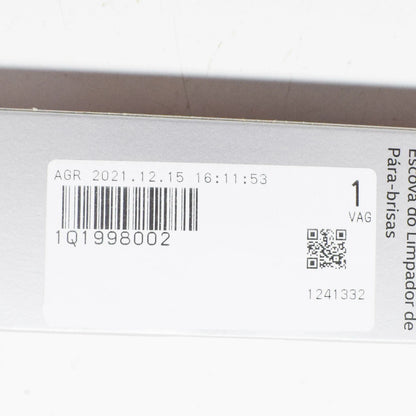 AGR 2021.12.15 16:11:53
1Q1998002
1
VAG
1241332
Escova do Limpador de
Pára-brisas